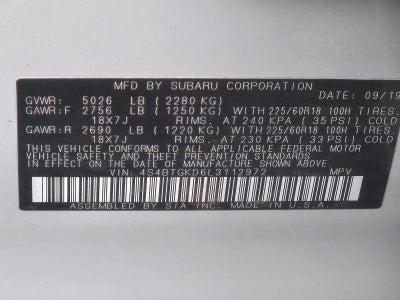 MFD BY SUBARU CORPORATION
DATE: 09/19
GVWR: 5026 LB (2280 KG)
GAWR:F 2756 LB (1250 KG) WITH 225/60R18 100H TIRES.
18X7J RIMS. AT 240 KPA (35 PSI) COLD
GAWR:R 2690 LB (1220 KG) WITH 225/60R18 100H TIRES.
18X7J RIMS. AT 230 KPA (33 PSI) COLD
THIS VEHICLE CONFORMS TO ALL APPLICABLE FEDERAL MOTOR
VEHICLE SAFETY, BUMPER, AND THEFT PREVENTION STANDARDS
IN EFFECT ON THE DATE OF MANUFACTURE SHOWN ABOVE.
VIN: 4S4BTGKD6L3112972 MPV
ASSEMBLED BY SIA INC. MADE IN U.S.A.